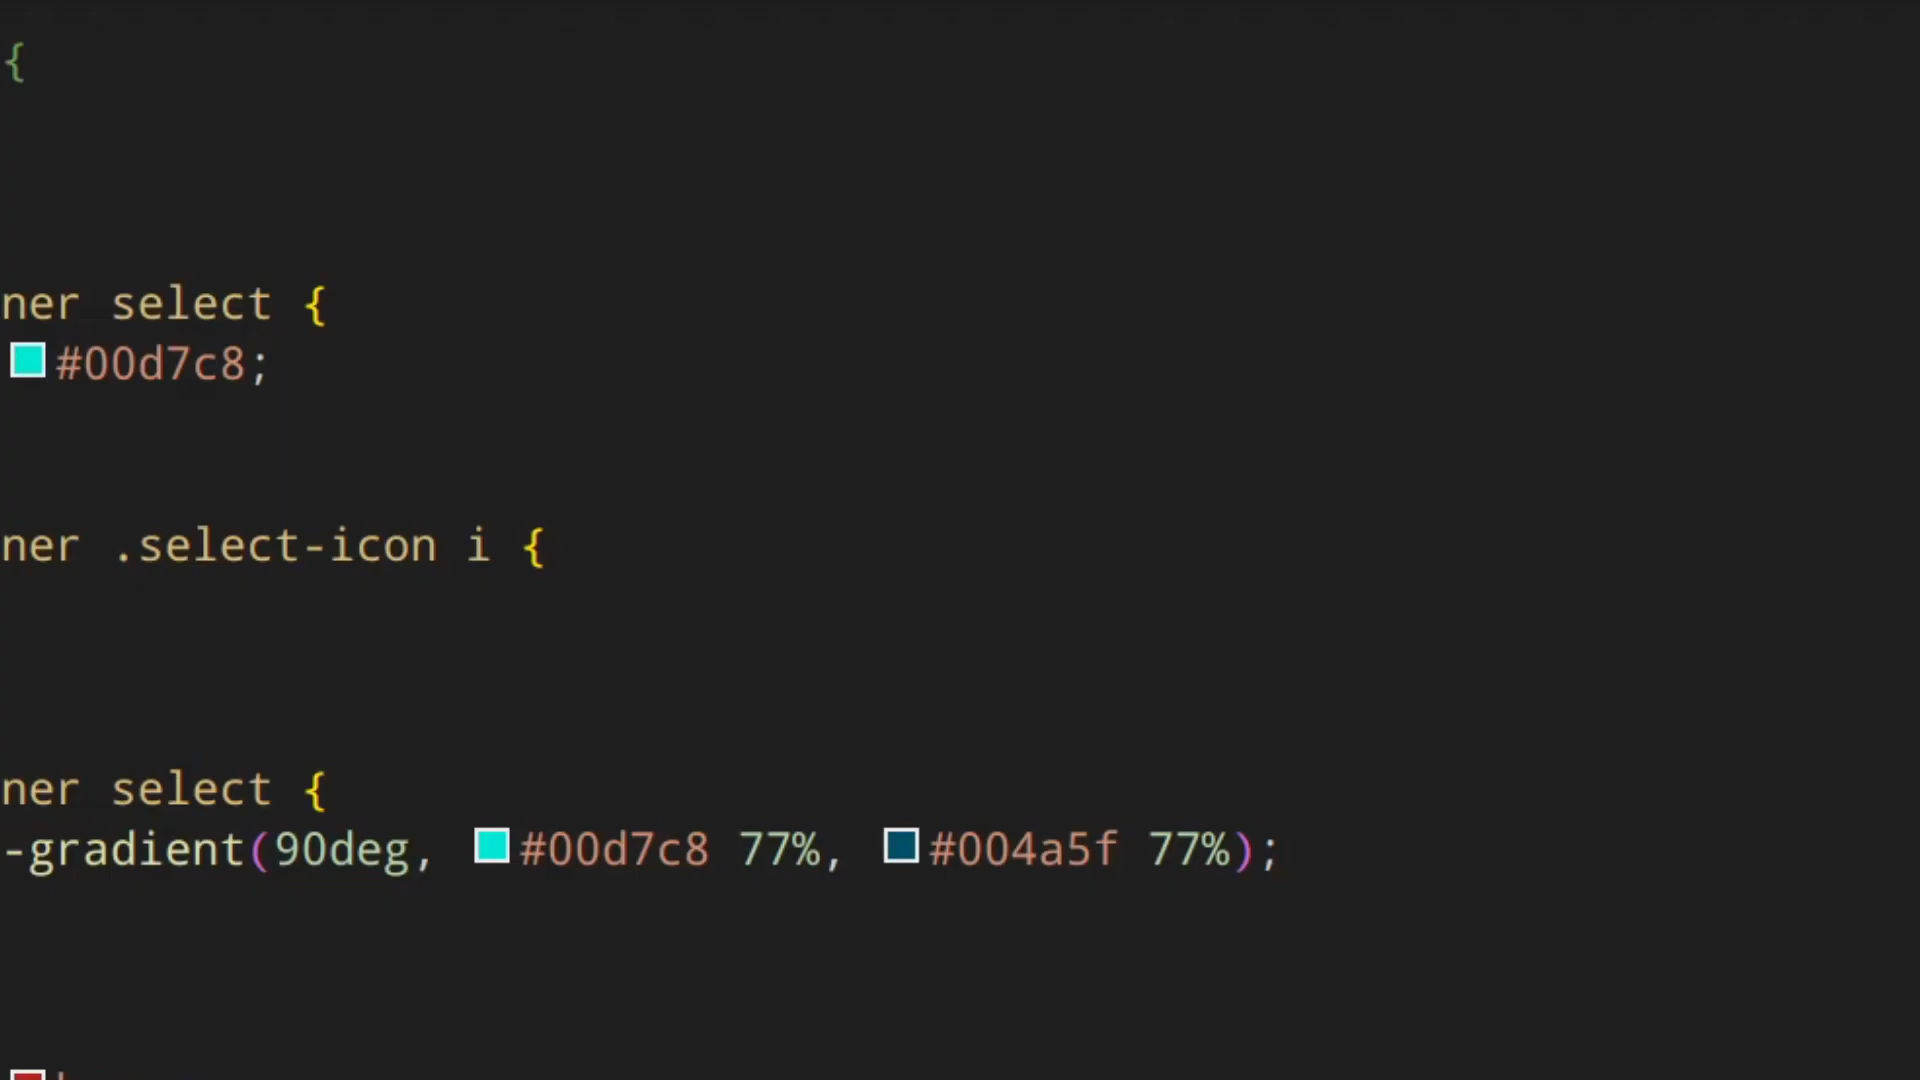 {
ner select {
#00d7c8;
ner .select-icon i {
ner select {
-gradient(90deg, #00d7c8 77%, #004a5f 77%);